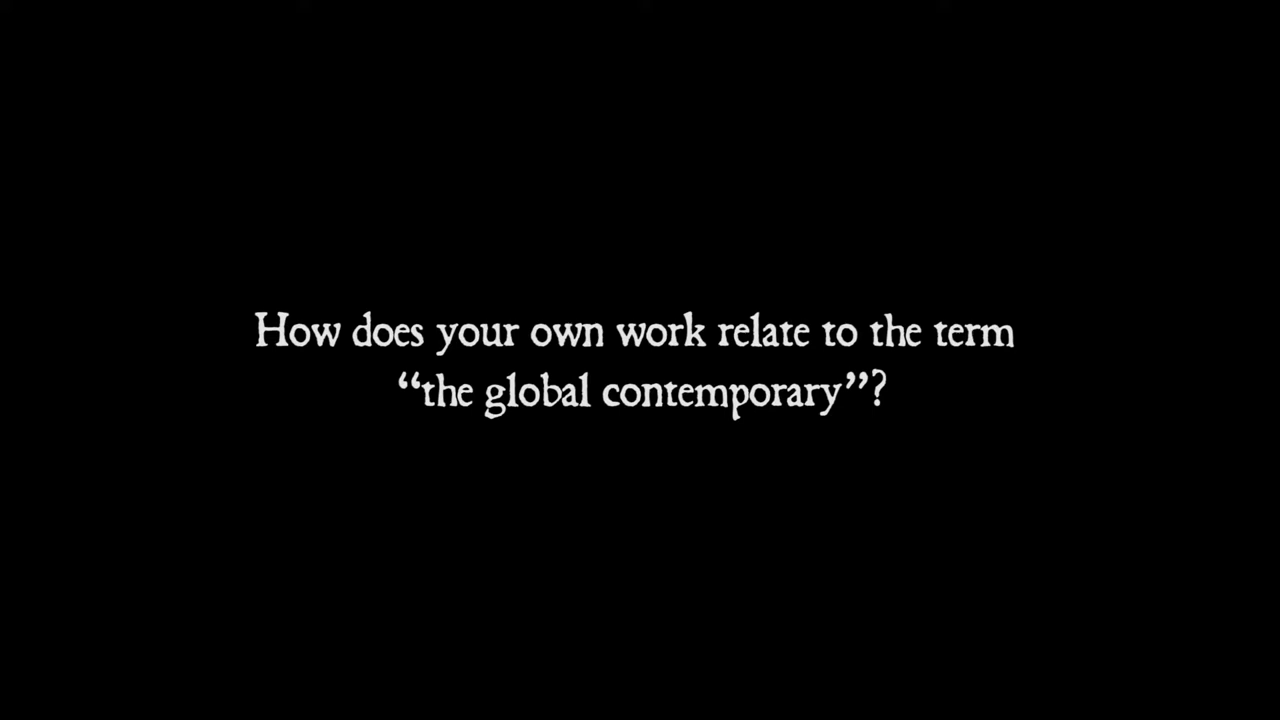 How does your own work relate to the term
“the global contemporary”?